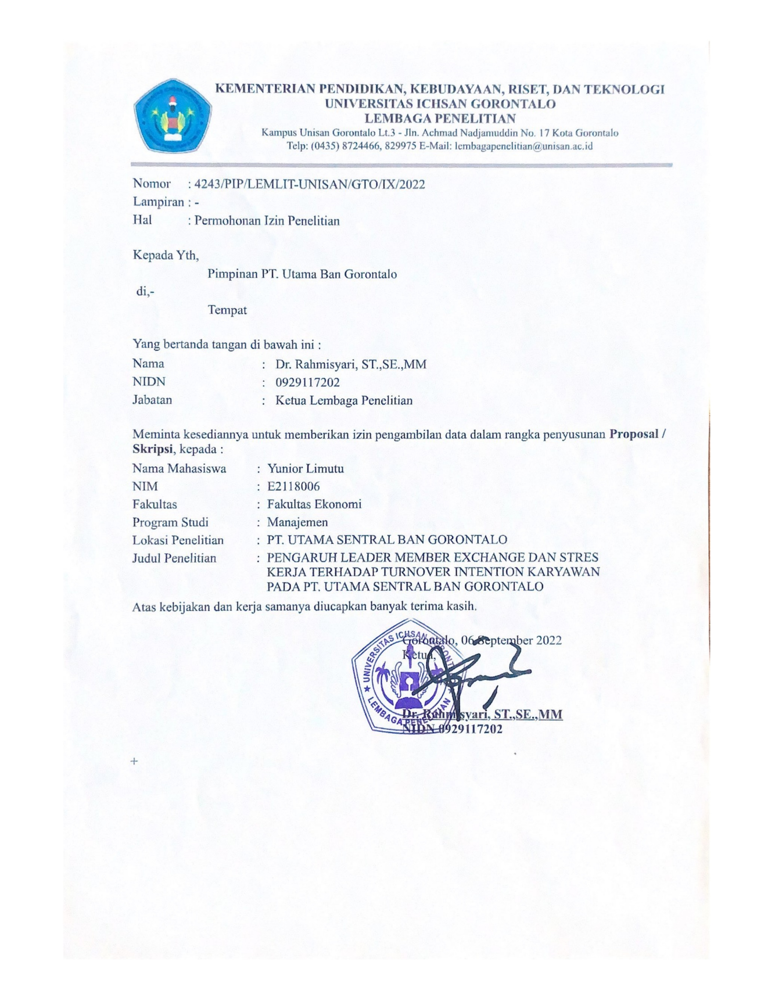 KEMENTERIAN PENDIDIKAN, KEBUDAYAAN, RISET, DAN TEKNOLOGI
UNIVERSITAS ICHSAN GORONTALO
LEMBAGA PENELITIAN
Kampus Unisan Gorontalo Lt.3 - Jln. Achmad Nadjamuddin No. 17 Kota Gorontalo
Telp: (0435) 8724466, 829975 E-Mail: lembagapenelitian@unisan.ac.id
Nomor : 4243/PIP/LEMLIT-UNISAN/GTO/IX/2022
Lampiran : -
Hal : Permohonan Izin Penelitian
Kepada Yth,
Pimpinan PT. Utama Ban Gorontalo
di,-
Tempat
Yang bertanda tangan di bawah ini :
Nama : Dr. Rahmisyari, ST.,SE.,MM
NIDN : 0929117202
Jabatan : Ketua Lembaga Penelitian
Meminta kesediannya untuk memberikan izin pengambilan data dalam rangka penyusunan Proposal /
Skripsi, kepada :
Nama Mahasiswa : Yunior Limutu
NIM : E2118006
Fakultas : Fakultas Ekonomi
Program Studi : Manajemen
Lokasi Penelitian : PT. UTAMA SENTRAL BAN GORONTALO
Judul Penelitian : PENGARUH LEADER MEMBER EXCHANGE DAN STRES
KERJA TERHADAP TURNOVER INTENTION KARYAWAN
PADA PT. UTAMA SENTRAL BAN GORONTALO
Atas kebijakan dan kerja samanya diucapkan banyak terima kasih.
Gorontalo, 06 September 2022
Ketua,
UNIVERSITAS ICHSAN
LEMBAGA PENELITIAN
Dr. Rahmisyari, ST.,SE.,MM
NIDN 0929117202
+